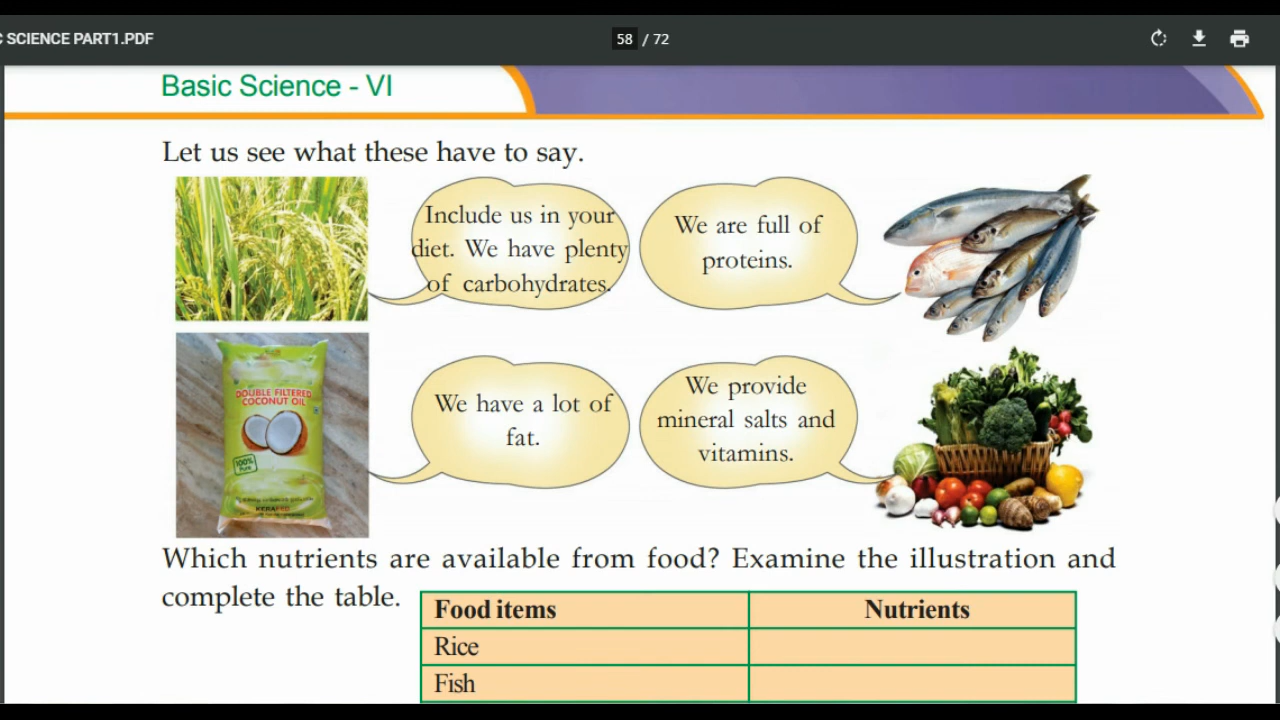 C SCIENCE PART1.PDF
58 / 72
Basic Science - VI
Let us see what these have to say.
Include us in your
diet. We have plenty
of carbohydrates.
We are full of
proteins.
DOUBLE FILTERED
COCONUT OIL
100%
Pure
KERAFED
We have a lot of
fat.
We provide
mineral salts and
vitamins.
Which nutrients are available from food? Examine the illustration and
complete the table.
Food items Nutrients
Rice
Fish